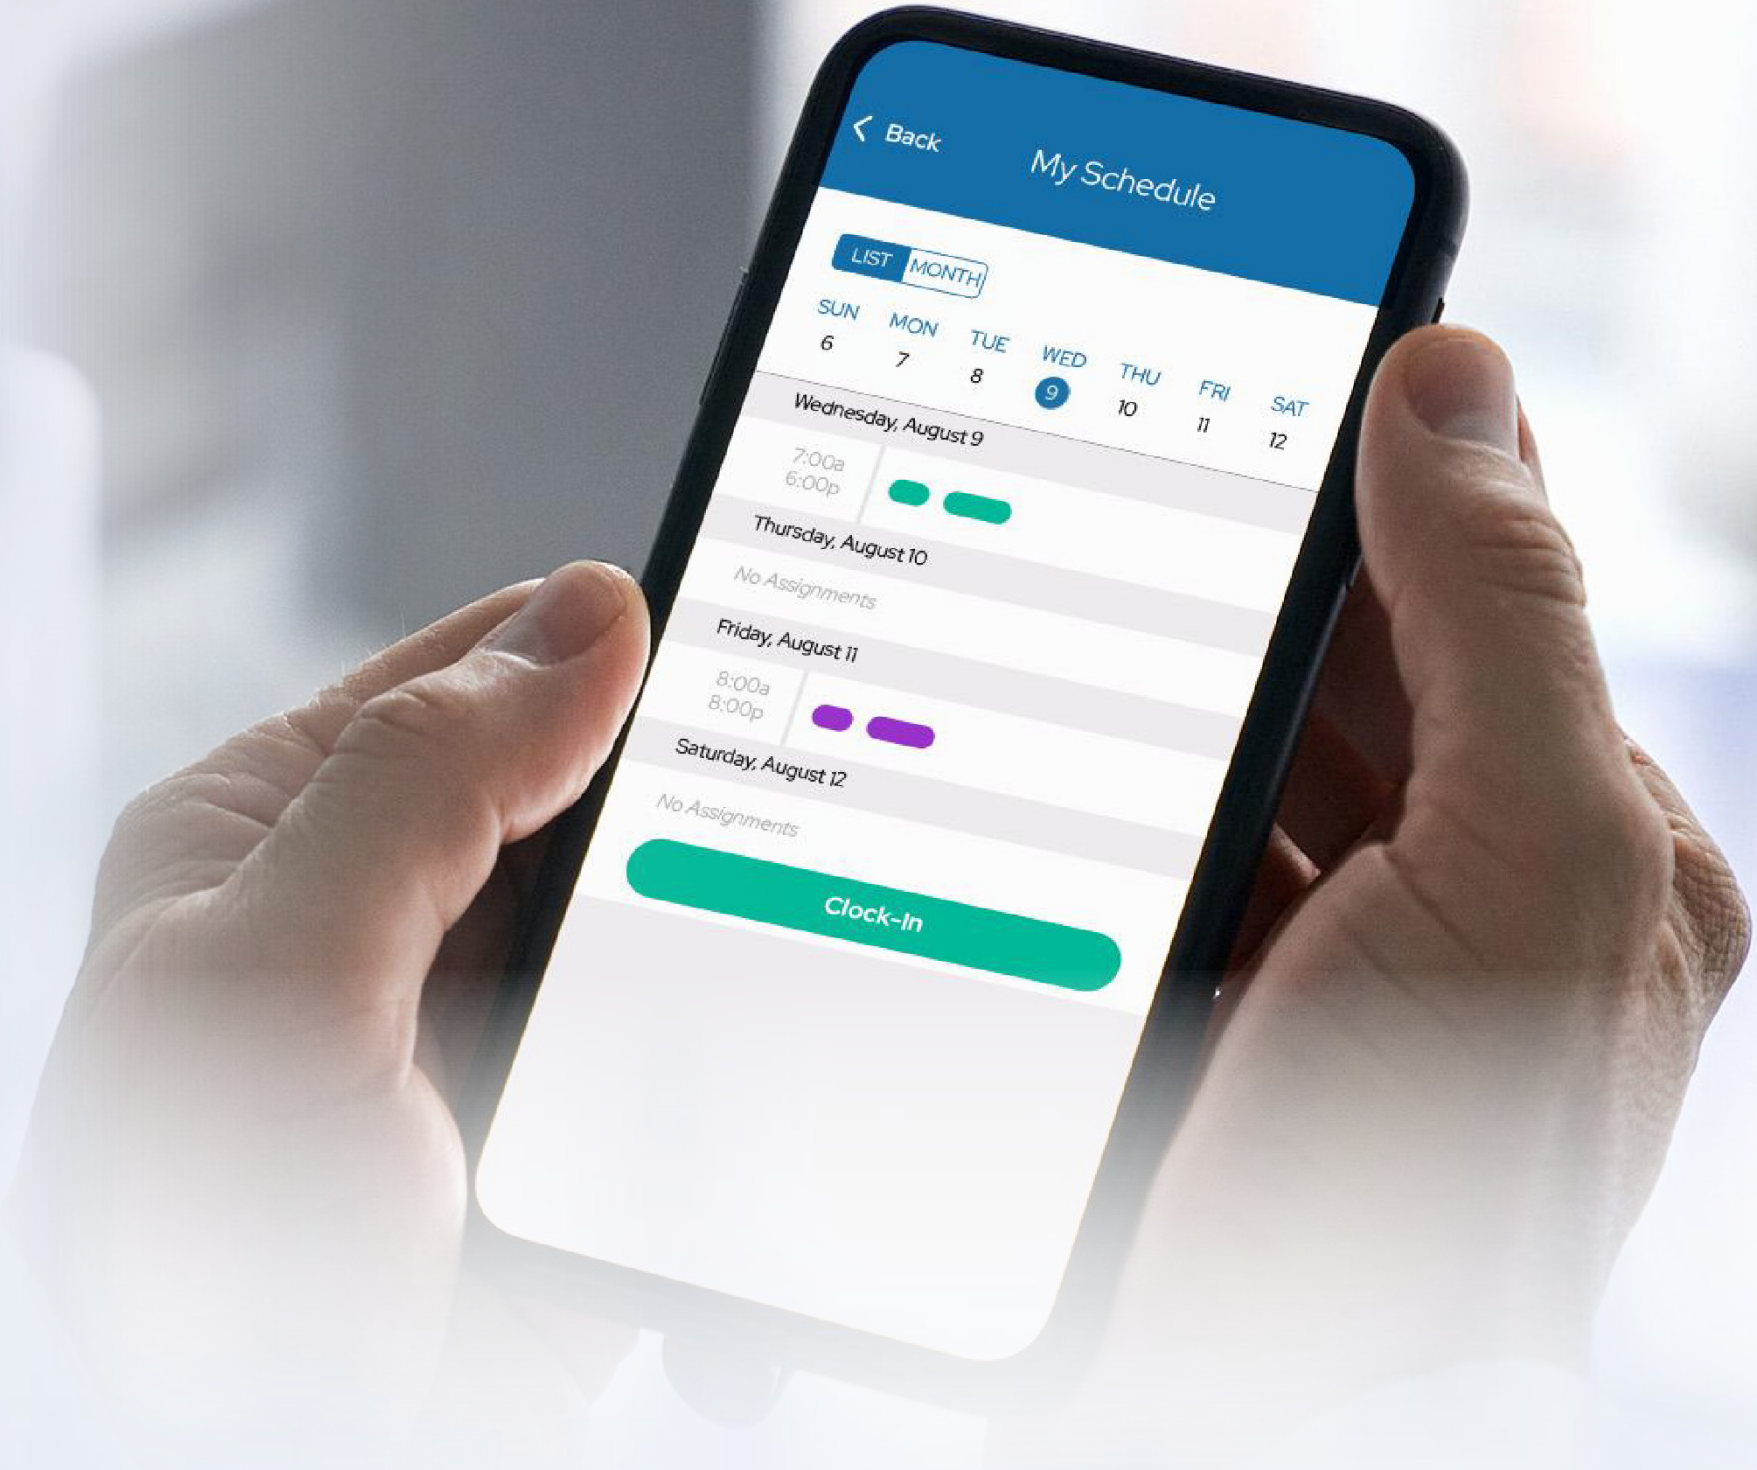 Back
My Schedule
LIST MONTH
SUN MON TUE WED THU FRI SAT
6 7 8 9 10 11 12
Wednesday, August 9
7:00a
6:00p
Thursday, August 10
No Assignments
Friday, August 11
8:00a
8:00p
Saturday, August 12
No Assignments
Clock-In